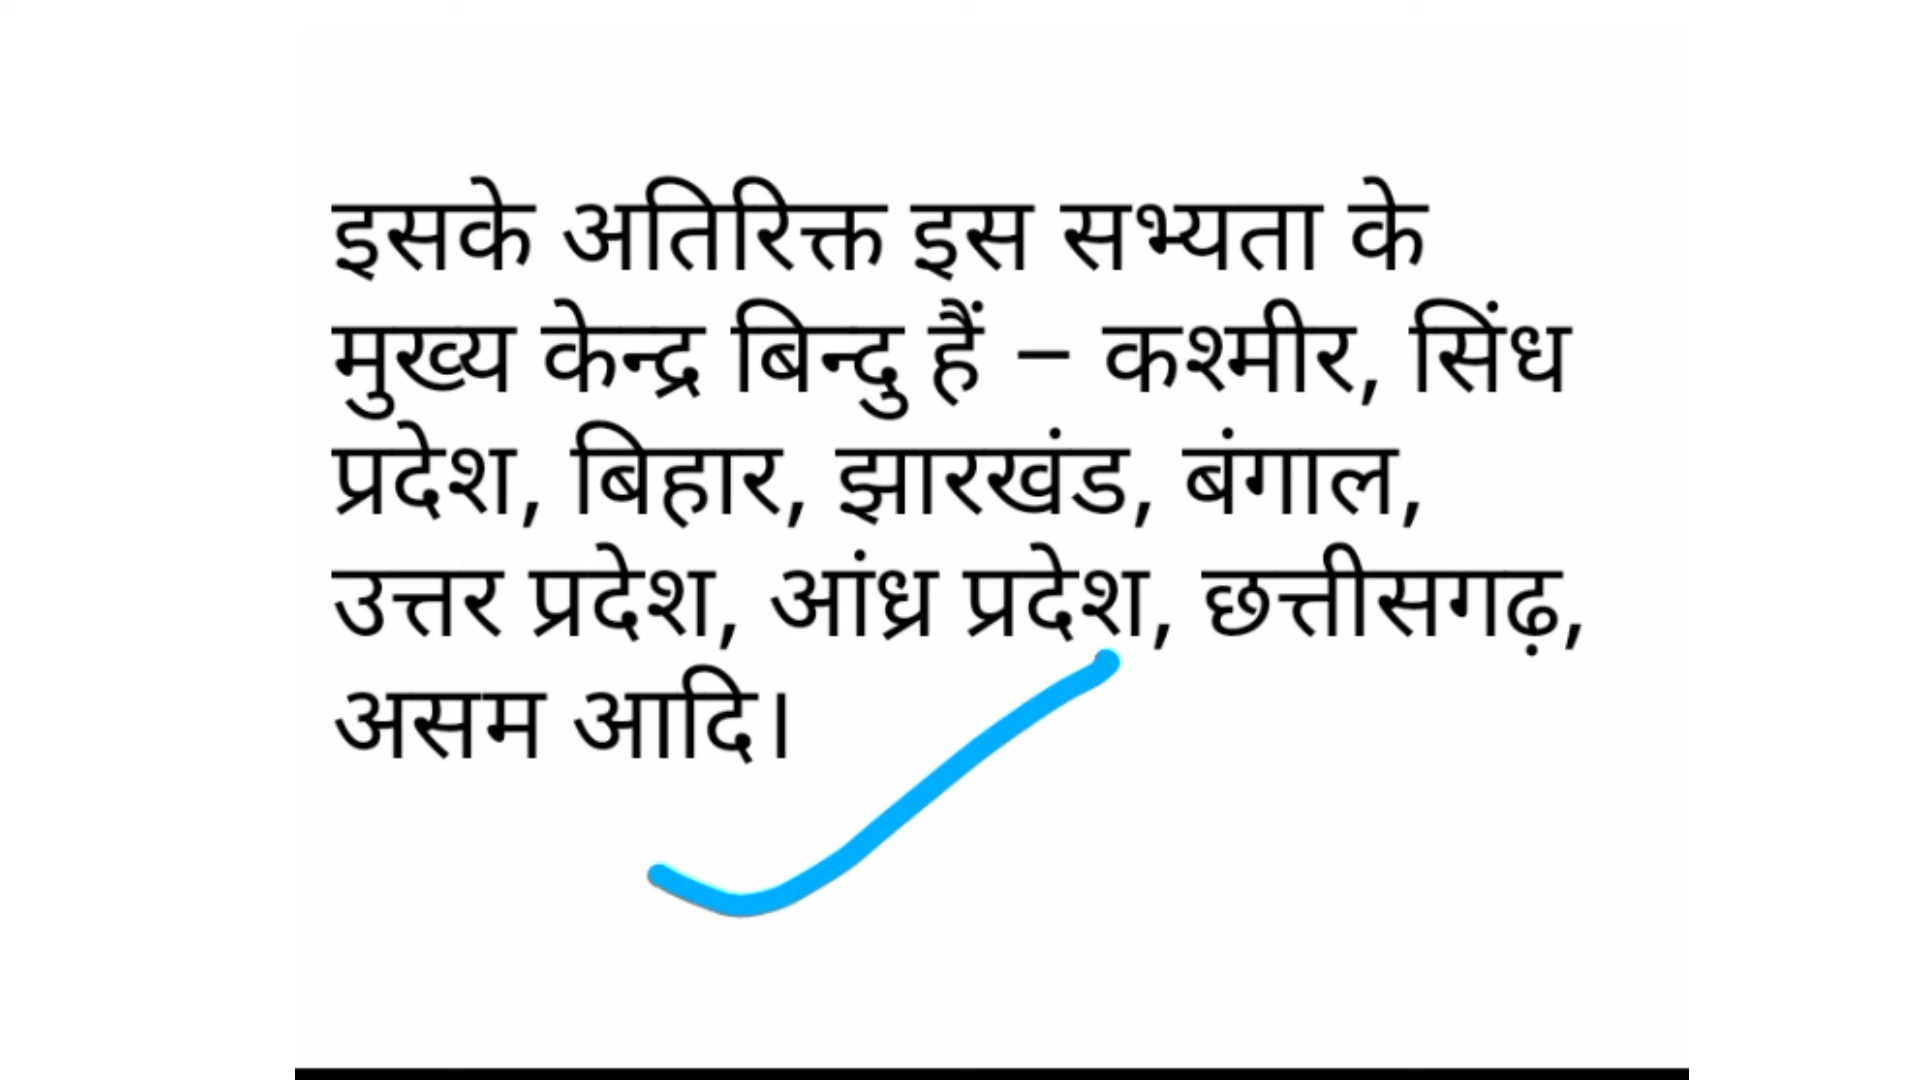 इसके अतिरिक्त इस सभ्यता के
मुख्य केन्द्र बिन्दु हैं – कश्मीर, सिंध
प्रदेश, बिहार, झारखंड, बंगाल,
उत्तर प्रदेश, आंध्र प्रदेश, छत्तीसगढ़,
असम आदि।